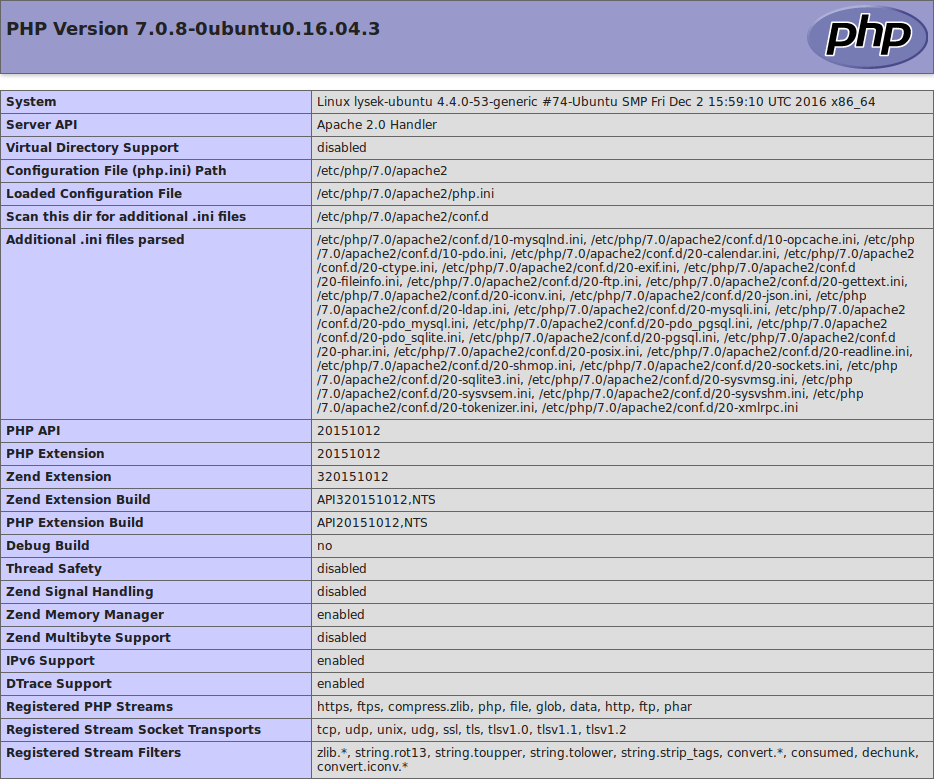 PHP Version 7.0.8-0ubuntu0.16.04.3
php
System Linux lysek-ubuntu 4.4.0-53-generic #74-Ubuntu SMP Fri Dec 2 15:59:10 UTC 2016 x86_64
Server API Apache 2.0 Handler
Virtual Directory Support disabled
Configuration File (php.ini) Path /etc/php/7.0/apache2
Loaded Configuration File /etc/php/7.0/apache2/php.ini
Scan this dir for additional .ini files /etc/php/7.0/apache2/conf.d
Additional .ini files parsed /etc/php/7.0/apache2/conf.d/10-mysqlnd.ini, /etc/php/7.0/apache2/conf.d/10-opcache.ini, /etc/php
/7.0/apache2/conf.d/10-pdo.ini, /etc/php/7.0/apache2/conf.d/20-calendar.ini, /etc/php/7.0/apache2
/conf.d/20-ctype.ini, /etc/php/7.0/apache2/conf.d/20-exif.ini, /etc/php/7.0/apache2/conf.d
/20-fileinfo.ini, /etc/php/7.0/apache2/conf.d/20-ftp.ini, /etc/php/7.0/apache2/conf.d/20-gettext.ini,
/etc/php/7.0/apache2/conf.d/20-iconv.ini, /etc/php/7.0/apache2/conf.d/20-json.ini, /etc/php
/7.0/apache2/conf.d/20-ldap.ini, /etc/php/7.0/apache2/conf.d/20-mysqli.ini, /etc/php/7.0/apache2
/conf.d/20-pdo_mysql.ini, /etc/php/7.0/apache2/conf.d/20-pdo_pgsql.ini, /etc/php/7.0/apache2
/conf.d/20-pdo_sqlite.ini, /etc/php/7.0/apache2/conf.d/20-pgsql.ini, /etc/php/7.0/apache2/conf.d
/20-phar.ini, /etc/php/7.0/apache2/conf.d/20-posix.ini, /etc/php/7.0/apache2/conf.d/20-readline.ini,
/etc/php/7.0/apache2/conf.d/20-shmop.ini, /etc/php/7.0/apache2/conf.d/20-sockets.ini, /etc/php
/7.0/apache2/conf.d/20-sqlite3.ini, /etc/php/7.0/apache2/conf.d/20-sysvmsg.ini, /etc/php
/7.0/apache2/conf.d/20-sysvsem.ini, /etc/php/7.0/apache2/conf.d/20-sysvshm.ini, /etc/php
/7.0/apache2/conf.d/20-tokenizer.ini, /etc/php/7.0/apache2/conf.d/20-xmlrpc.ini
PHP API 20151012
PHP Extension 20151012
Zend Extension 320151012
Zend Extension Build API320151012,NTS
PHP Extension Build API20151012,NTS
Debug Build no
Thread Safety disabled
Zend Signal Handling disabled
Zend Memory Manager enabled
Zend Multibyte Support disabled
IPv6 Support enabled
DTrace Support enabled
Registered PHP Streams https, ftps, compress.zlib, php, file, glob, data, http, ftp, phar
Registered Stream Socket Transports tcp, udp, unix, udg, ssl, tls, tlsv1.0, tlsv1.1, tlsv1.2
Registered Stream Filters zlib.*, string.rot13, string.toupper, string.tolower, string.strip_tags, convert.*, consumed, dechunk,
convert.iconv.*